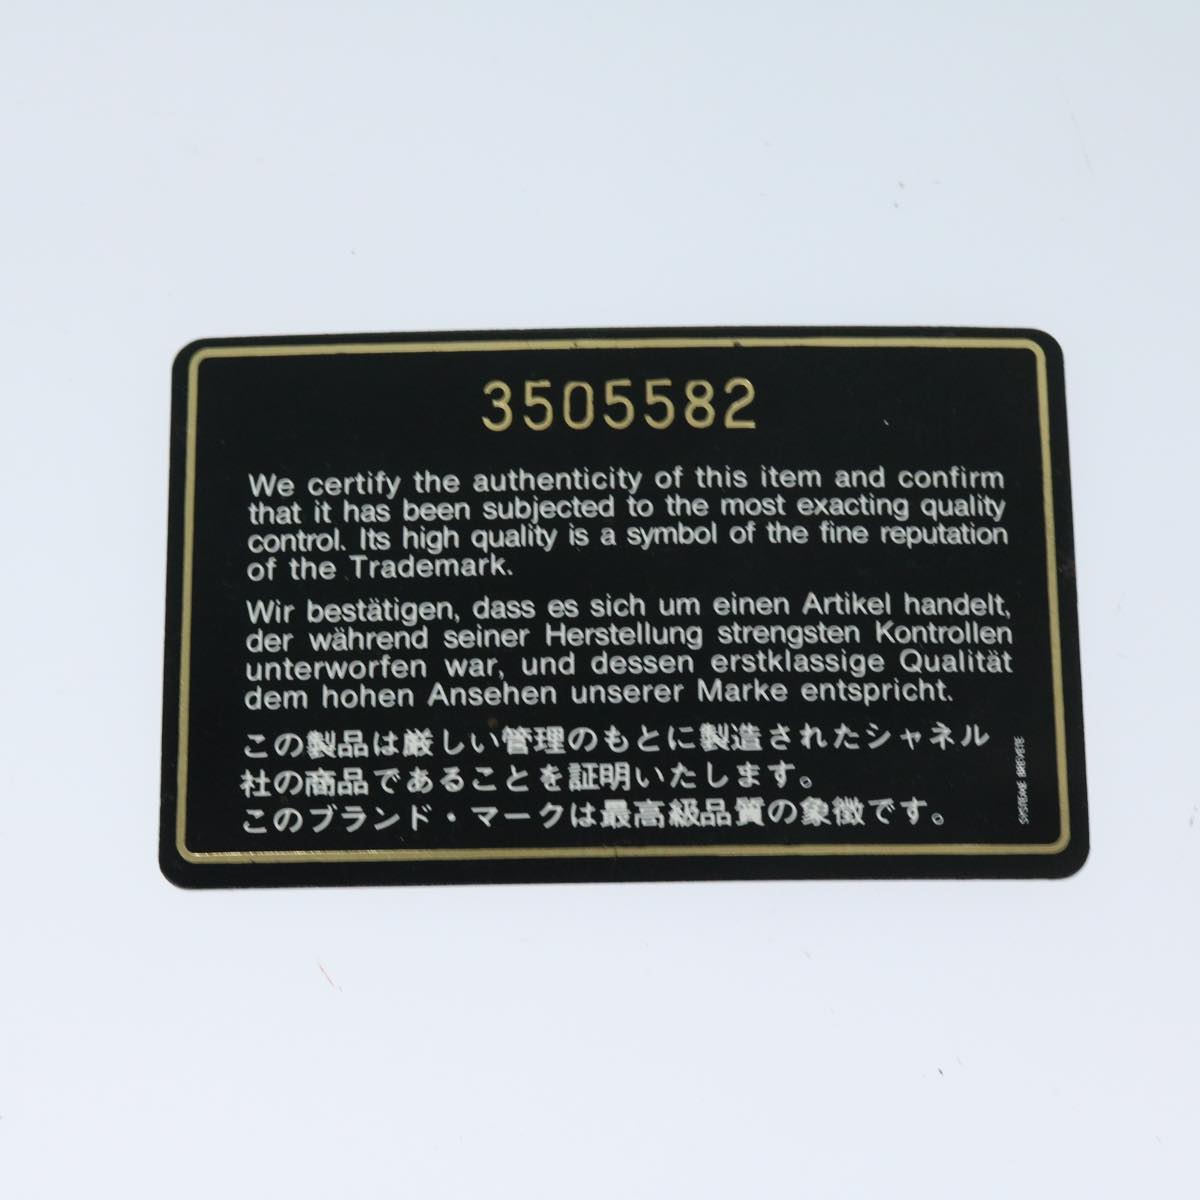 3505582
We certify the authenticity of this item and confirm
that it has been subjected to the most exacting quality
control. Its high quality is a symbol of the fine reputation
of the Trademark.
Wir bestätigen, dass es sich um einen Artikel handelt,
der während seiner Herstellung strengsten Kontrollen
unterworfen war, und dessen erstklassige Qualität
dem hohen Ansehen unserer Marke entspricht.
この製品は厳しい管理のもとに製造されたシャネル
社の商品であることを証明いたします。
このブランド・マークは最高級品質の象徴です。
SYSTEME BREVETE